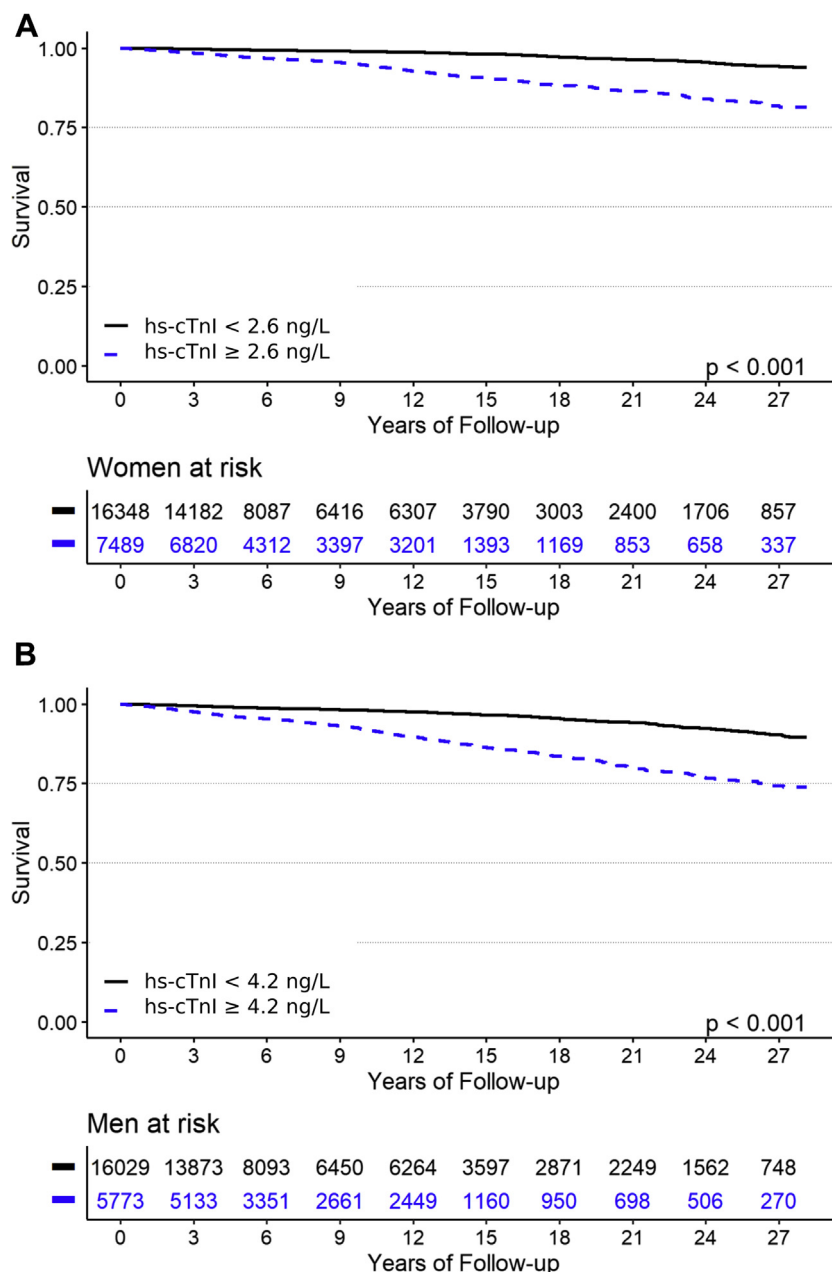 A
1.00
0.75
0.50
0.25
0.00
Survival
hs-cTnI < 2.6 ng/L
hs-cTnI ≥ 2.6 ng/L
p < 0.001
0 3 6 9 12 15 18 21 24 27
Years of Follow-up
Women at risk
16348 14182 8087 6416 6307 3790 3003 2400 1706 857
7489 6820 4312 3397 3201 1393 1169 853 658 337
0 3 6 9 12 15 18 21 24 27
Years of Follow-up
B
1.00
0.75
0.50
0.25
0.00
Survival
hs-cTnI < 4.2 ng/L
hs-cTnI ≥ 4.2 ng/L
p < 0.001
0 3 6 9 12 15 18 21 24 27
Years of Follow-up
Men at risk
16029 13873 8093 6450 6264 3597 2871 2249 1562 748
5773 5133 3351 2661 2449 1160 950 698 506 270
0 3 6 9 12 15 18 21 24 27
Years of Follow-up